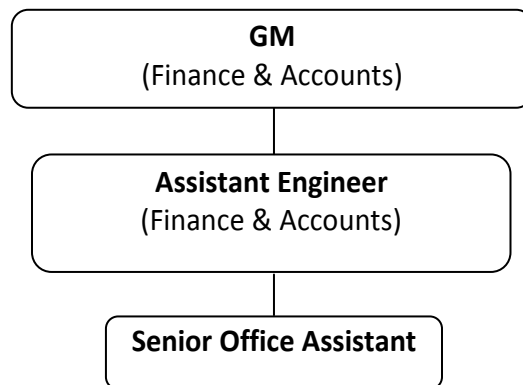 GM
(Finance & Accounts)
Assistant Engineer
(Finance & Accounts)
Senior Office Assistant